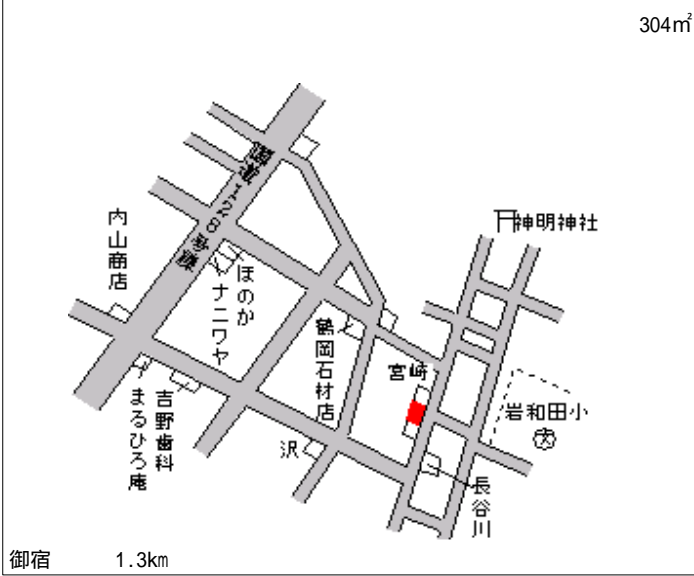 304㎡
国道128号線
神明神社
内山商店
ほのか
ナニワヤ
鶴岡石材店
宮崎
岩和田小
文
まるひろ庵
吉野歯科
沢
長谷川
御宿 1.3km